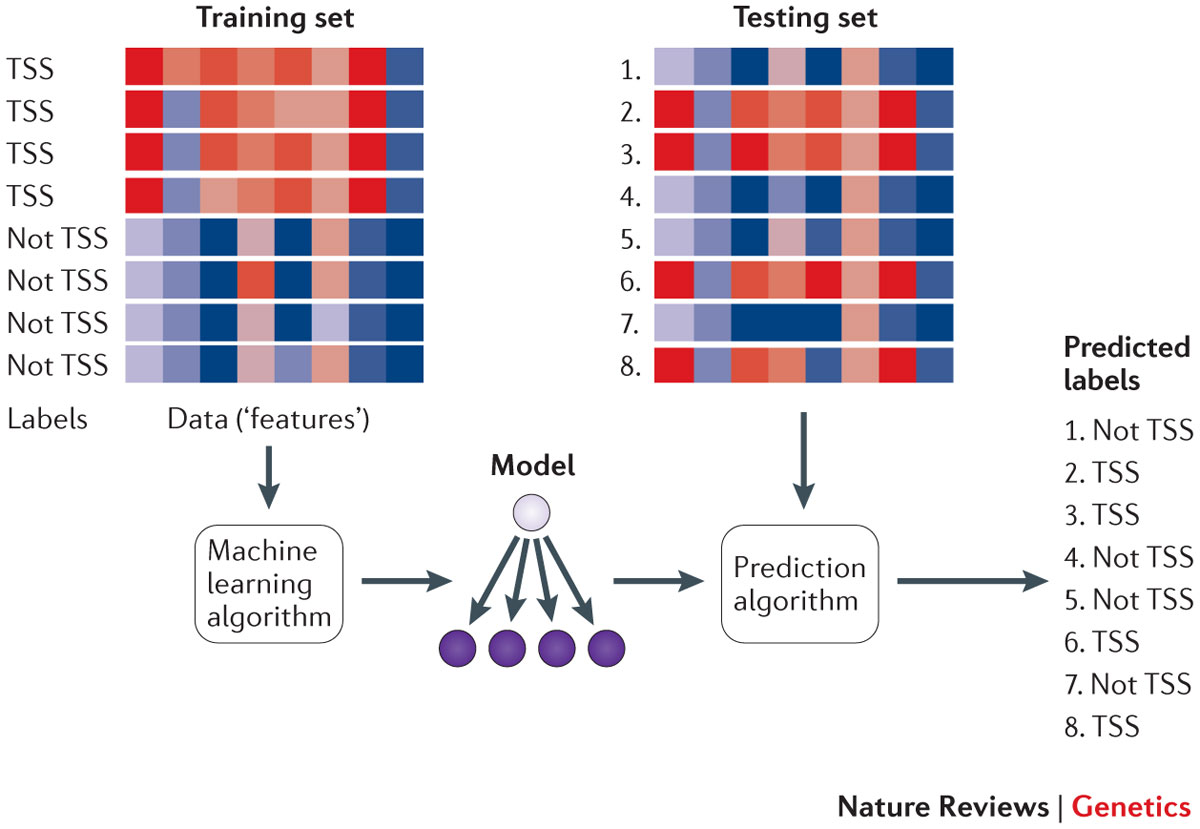 Training set
TSS
TSS
TSS
TSS
Not TSS
Not TSS
Not TSS
Not TSS
Labels
Data (‘features’)
Testing set
1.
2.
3.
4.
5.
6.
7.
8.
Machine
learning
algorithm
Model
Prediction
algorithm
Predicted
labels
1. Not TSS
2. TSS
3. TSS
4. Not TSS
5. Not TSS
6. TSS
7. Not TSS
8. TSS
Nature Reviews | Genetics